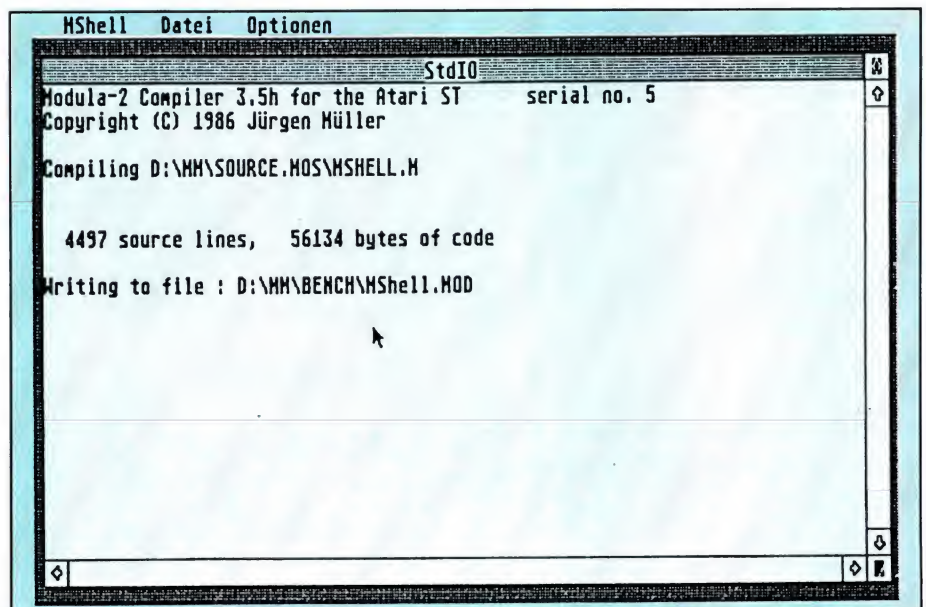 MShell Datei Optionen
StdIO
Modula-2 Compiler 3.5h for the Atari ST serial no. 5
Copyright (C) 1986 Jürgen Müller
Compiling D:\MM\SOURCE.MOS\MSHELL.M
4497 source lines, 56134 bytes of code
Writing to file : D:\MM\BENCH\MShell.MOD